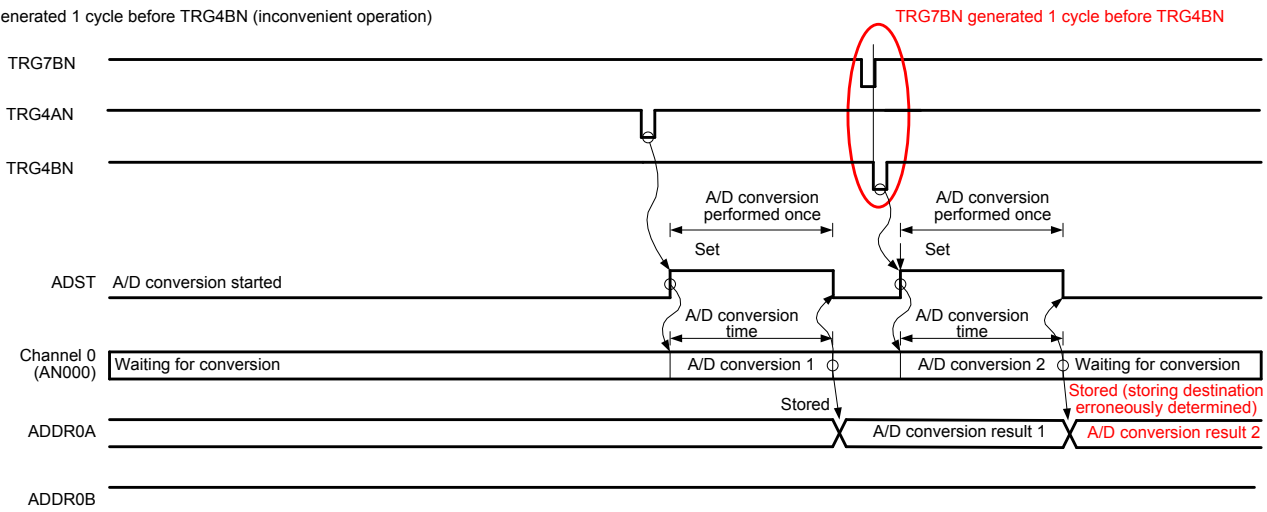 enerated 1 cycle before TRG4BN (inconvenient operation)
TRG7BN generated 1 cycle before TRG4BN
TRG7BN
TRG4AN
TRG4BN
A/D conversion
performed once
A/D conversion
performed once
Set
Set
ADST
A/D conversion started
A/D conversion
time
A/D conversion
time
Channel 0
(AN000)
Waiting for conversion
A/D conversion 1
A/D conversion 2
Waiting for conversion
Stored
Stored (storing destination
erroneously determined)
ADDR0A
A/D conversion result 1
A/D conversion result 2
ADDR0B